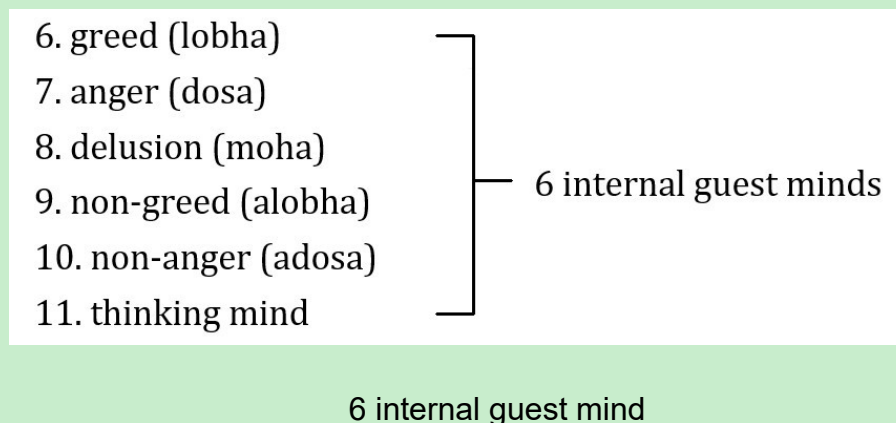 6. greed (lobha)
7. anger (dosa)
8. delusion (moha)
9. non-greed (alobha)
10. non-anger (adosa)
11. thinking mind
6 internal guest minds
6 internal guest mind